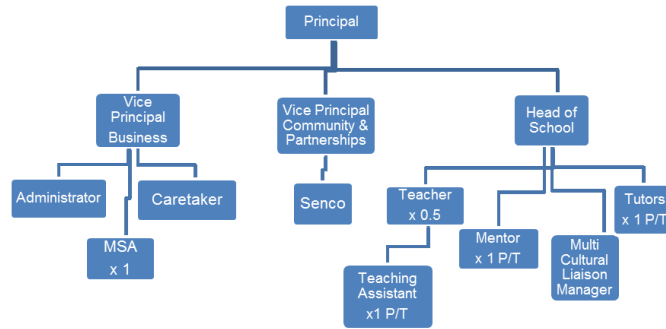 Principal
Vice
Principal
Business
Vice Principal
Community &
Partnerships
Head of
School
Administrator
Caretaker
MSA
x 1
Senco
Teacher
x 0.5
Teaching
Assistant
x1 P/T
Mentor
x 1 P/T
Multi
Cultural
Liaison
Manager
Tutors
x 1 P/T